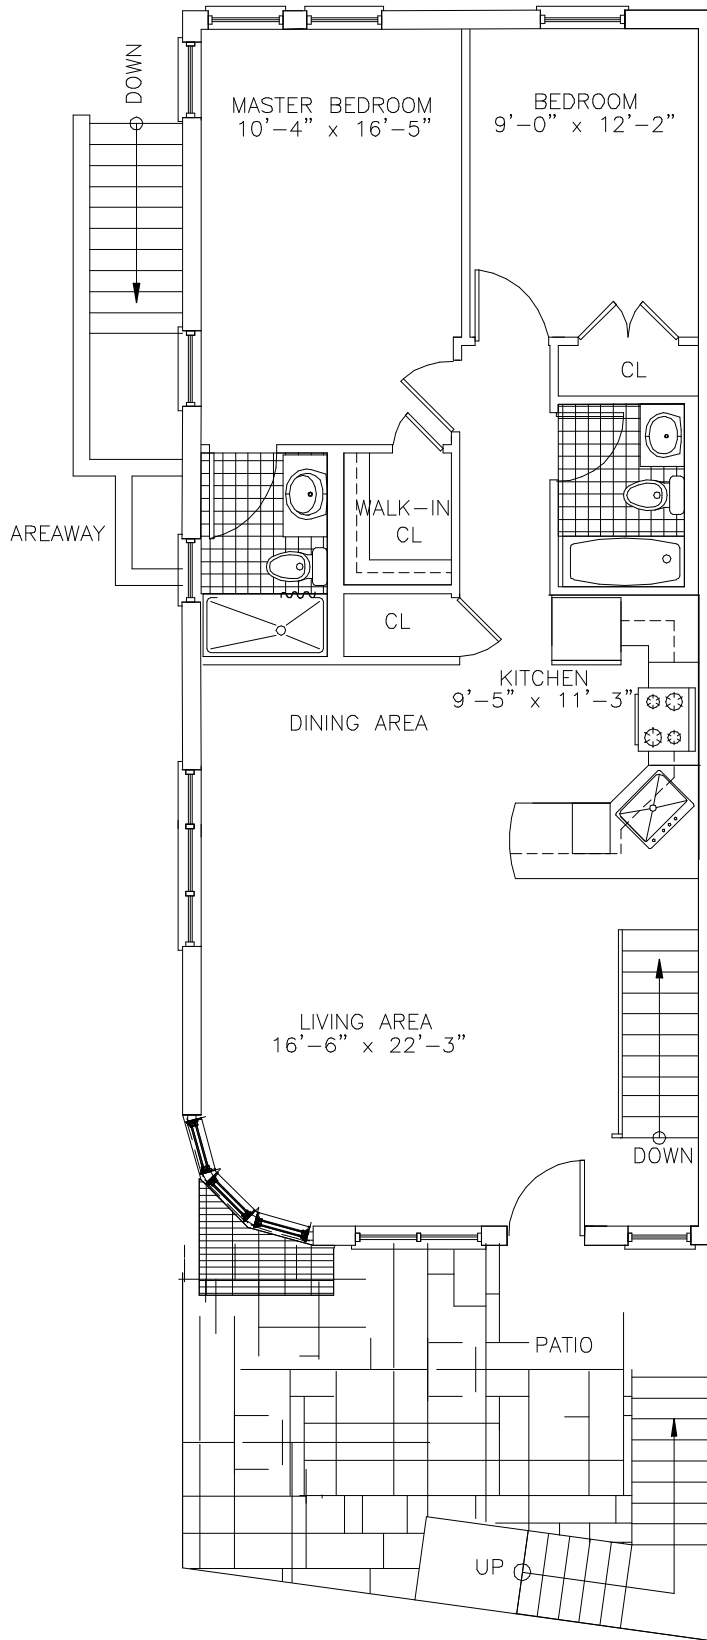 DOWN
MASTER BEDROOM
10'-4" x 16'-5"
BEDROOM
9'-0" x 12'-2"
CL
WALK-IN
CL
AREAWAY
CL
KITCHEN
9'-5" x 11'-3"
DINING AREA
LIVING AREA
16'-6" x 22'-3"
DOWN
PATIO
UP